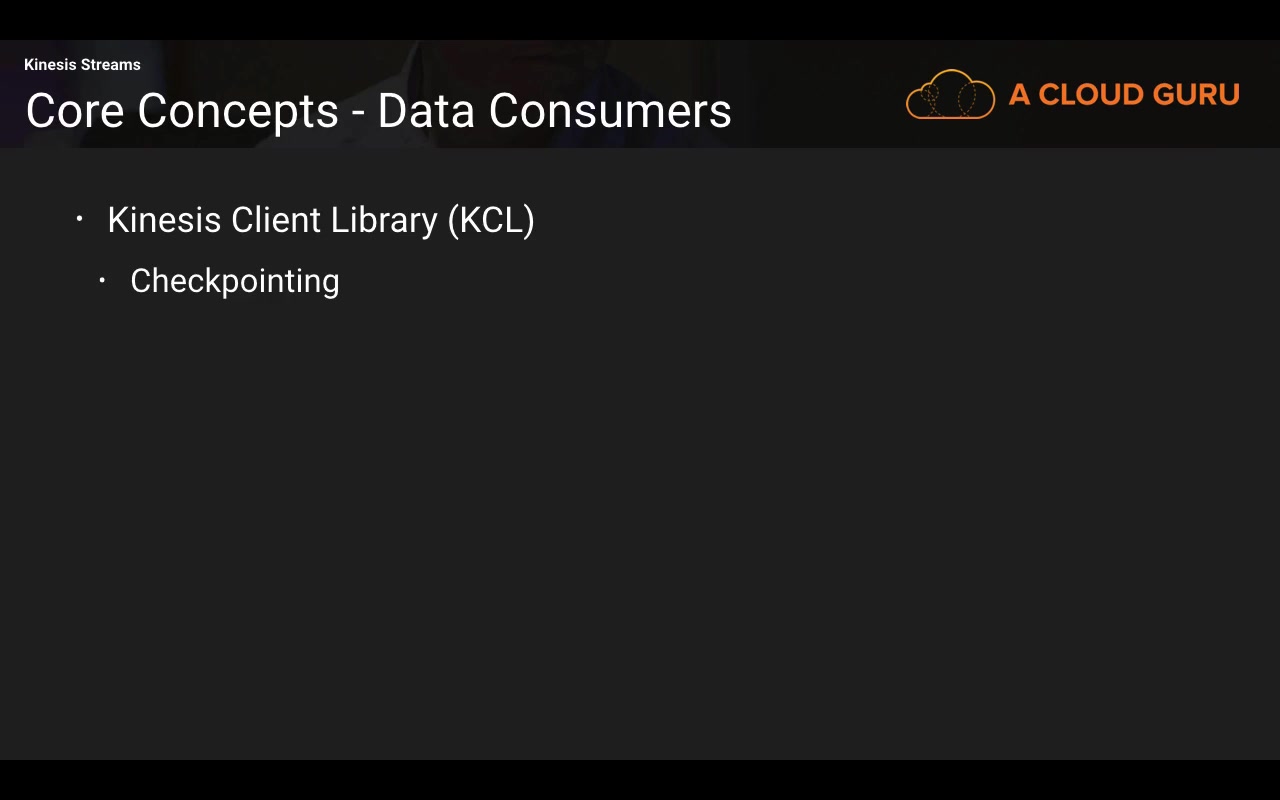 Kinesis Streams
Core Concepts - Data Consumers
A CLOUD GURU
• Kinesis Client Library (KCL)
• Checkpointing